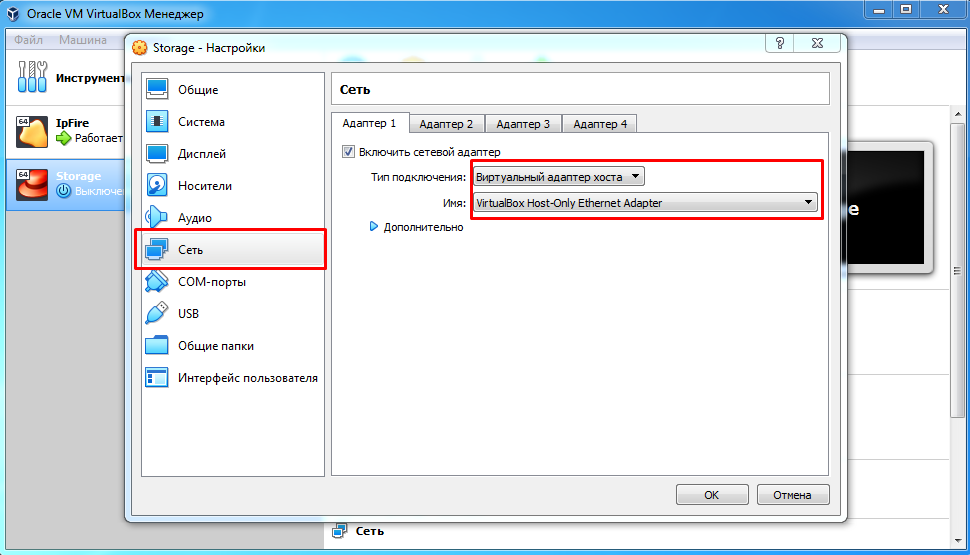 Oracle VM VirtualBox Менеджер
Файл Машина
Storage - Настройки
Инструмент
64
IpFire
Работает
64
Storage
Выключе
Общие
Система
Дисплей
Носители
Аудио
Сеть
COM-порты
USB
Общие папки
Интерфейс пользователя
Сеть
Адаптер 1 Адаптер 2 Адаптер 3 Адаптер 4
Включить сетевой адаптер
Тип подключения: Виртуальный адаптер хоста
Имя: VirtualBox Host-Only Ethernet Adapter
Дополнительно
e
OK Отмена
Сеть